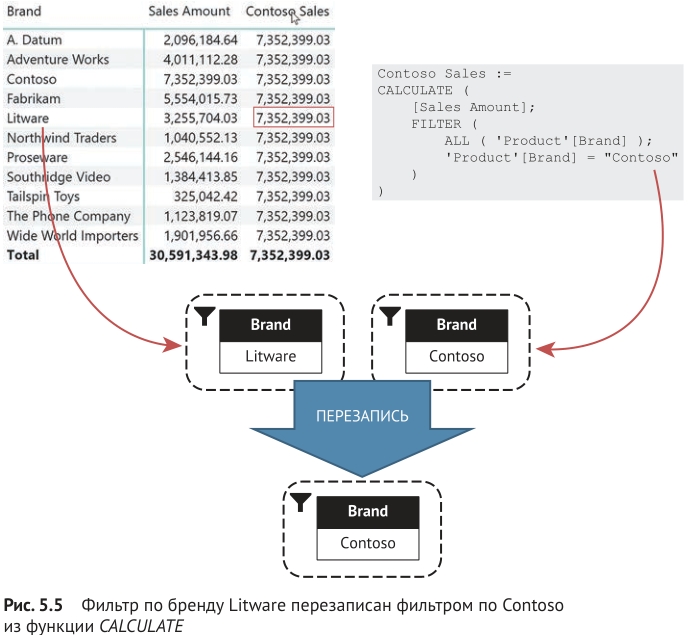 Brand Sales Amount Contoso Sales
A. Datum 2,096,184.64 7,352,399.03
Adventure Works 4,011,112.28 7,352,399.03
Contoso 7,352,399.03 7,352,399.03
Fabrikam 5,554,015.73 7,352,399.03
Litware 3,255,704.03 7,352,399.03
Northwind Traders 1,040,552.13 7,352,399.03
Proseware 2,546,144.16 7,352,399.03
Southridge Video 1,384,413.85 7,352,399.03
Tailspin Toys 325,042.42 7,352,399.03
The Phone Company 1,123,819.07 7,352,399.03
Wide World Importers 1,901,956.66 7,352,399.03
Total 30,591,343.98 7,352,399.03
Contoso Sales :=
CALCULATE (
[Sales Amount];
FILTER (
ALL ( 'Product'[Brand] );
'Product'[Brand] = "Contoso"
)
)
Brand
Litware
Brand
Contoso
ПЕРЕЗАПИСЬ
Brand
Contoso
Рис. 5.5 Фильтр по бренду Litware перезаписан фильтром по Contoso
из функции CALCULATE